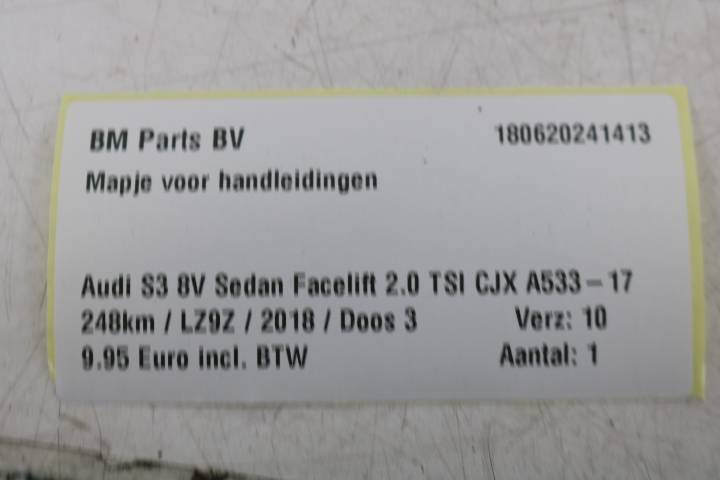 BM Parts BV 180620241413
Mapje voor handleidingen
Audi S3 8V Sedan Facelift 2.0 TSI CJX A533-17
248km / LZ9Z / 2018 / Doos 3 Verz: 10
9.95 Euro incl. BTW Aantal: 1